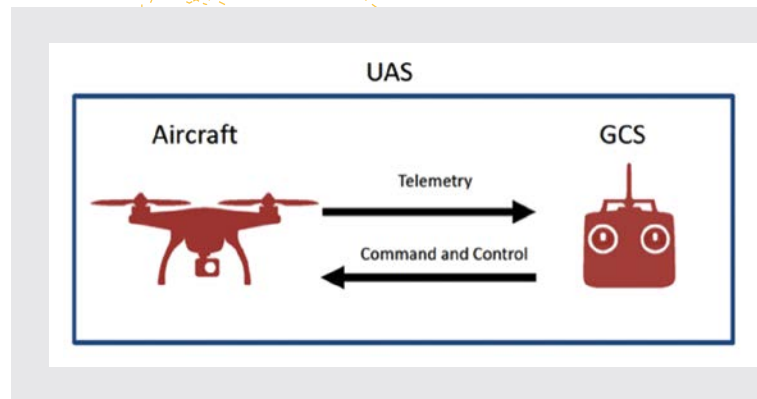 UAS
Aircraft
GCS
Telemetry
Command and Control